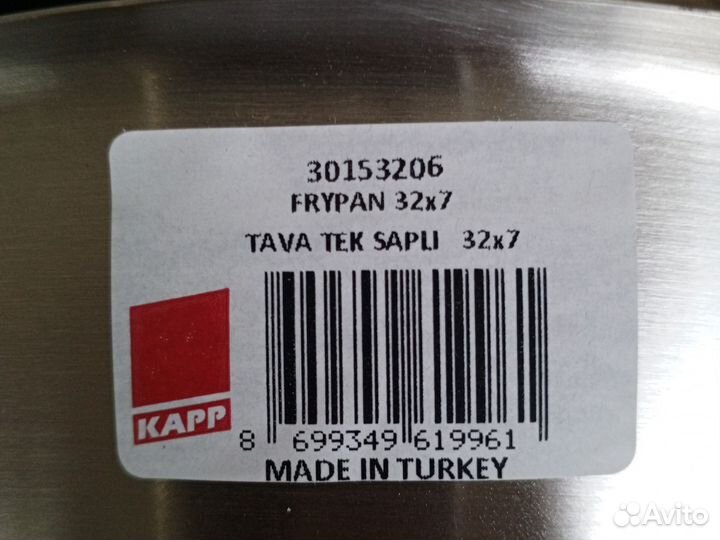 30153206
FRYPAN 32x7
TAVA TEK SAPLI 32x7
KAPP
8 699349 619961
MADE IN TURKEY
Avito